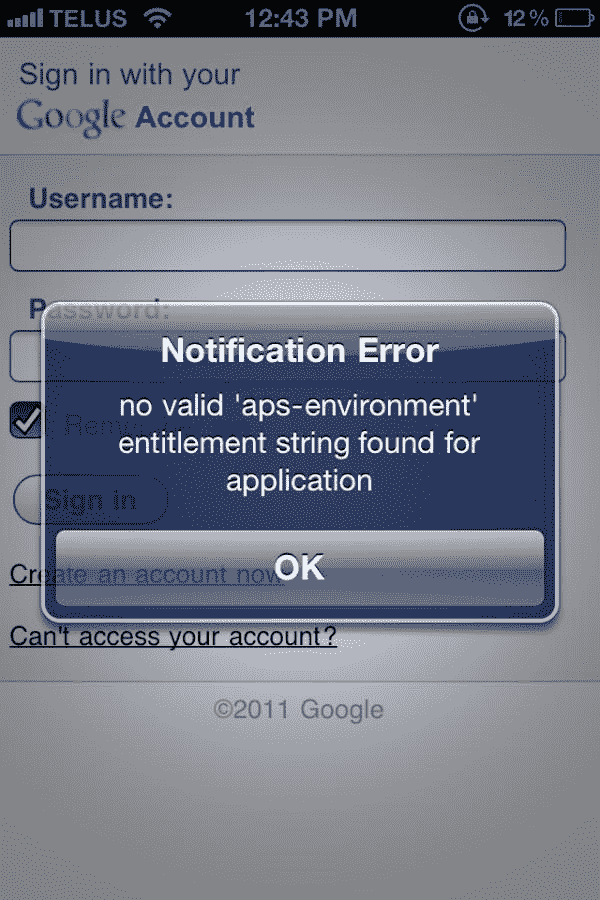 TELUS 12:43 PM 12%
Sign in with your
Google Account
Username:
Password:
Notification Error
no valid 'aps-environment'
entitlement string found for
application
Sign in
OK
Create an account now
Can't access your account?
©2011 Google